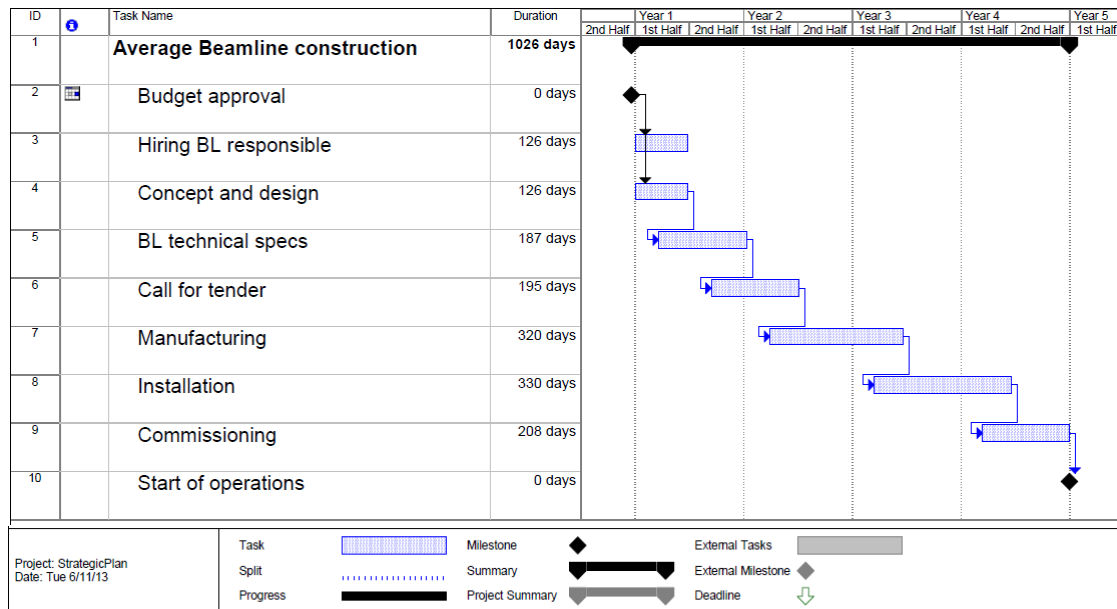 ID Task Name Duration Year 1 Year 2 Year 3 Year 4 Year 5
2nd Half 1st Half 2nd Half 1st Half 2nd Half 1st Half 2nd Half 1st Half 2nd Half 1st Half
1 Average Beamline construction 1026 days
2 Budget approval 0 days
3 Hiring BL responsible 126 days
4 Concept and design 126 days
5 BL technical specs 187 days
6 Call for tender 195 days
7 Manufacturing 320 days
8 Installation 330 days
9 Commissioning 208 days
10 Start of operations 0 days
Project: StrategicPlan
Date: Tue 6/11/13
Task Milestone External Tasks
Split Summary External Milestone
Progress Project Summary Deadline